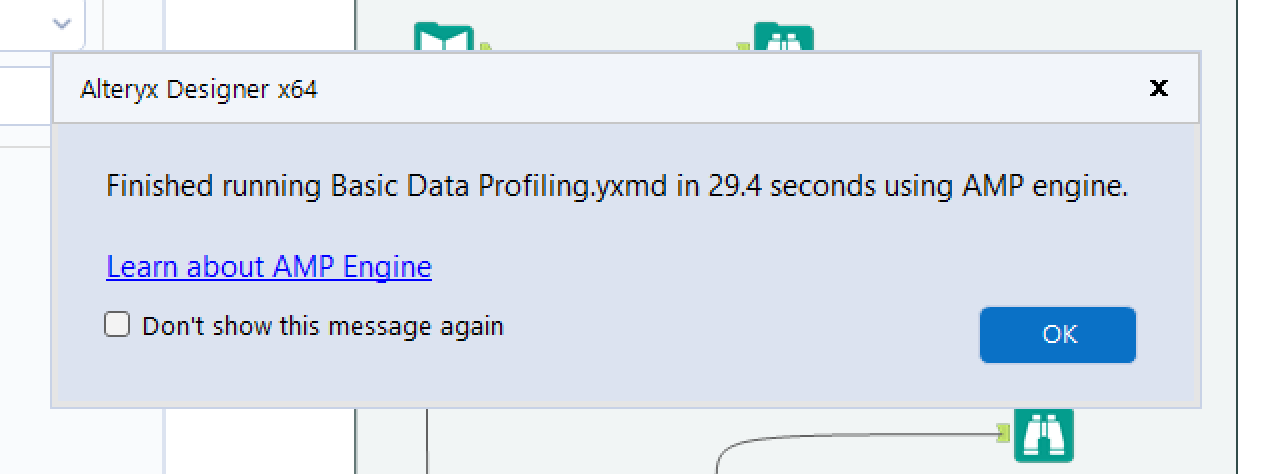 Alteryx Designer x64
Finished running Basic Data Profiling.yxmd in 29.4 seconds using AMP engine.
Learn about AMP Engine
Don't show this message again
OK